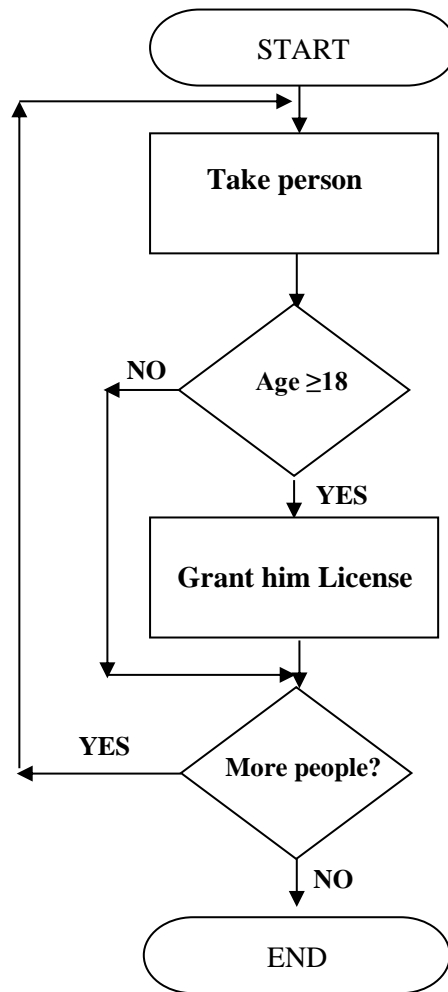 START
Take person
NO
Age ≥18
YES
Grant him License
YES
More people?
NO
END